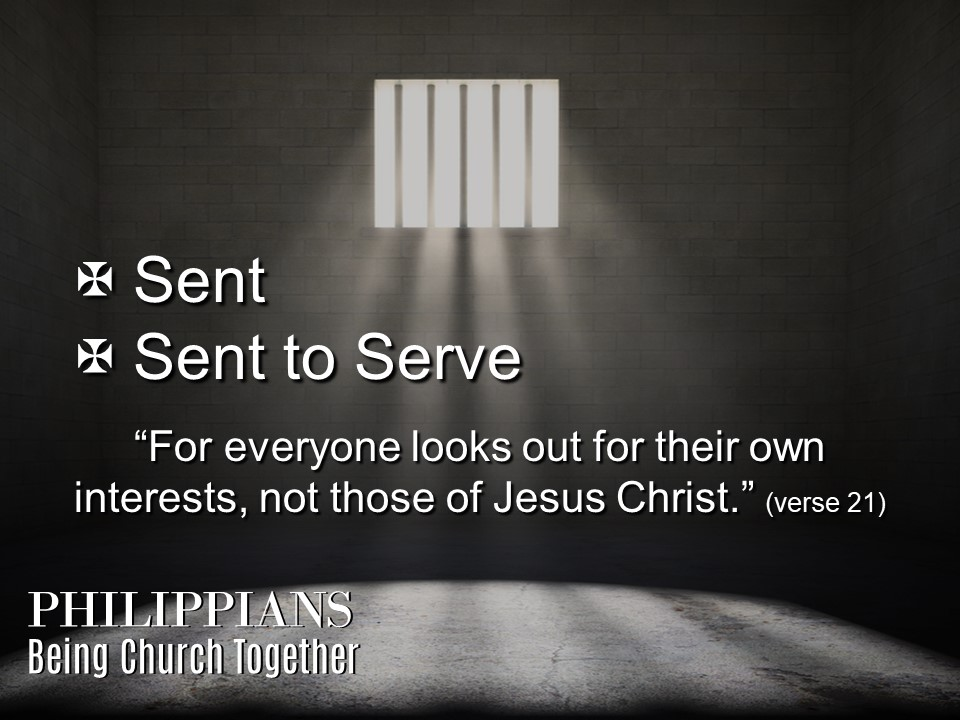 ✠ Sent
✠ Sent to Serve
“For everyone looks out for their own
interests, not those of Jesus Christ.” (verse 21)
PHILIPPIANS
Being Church Together